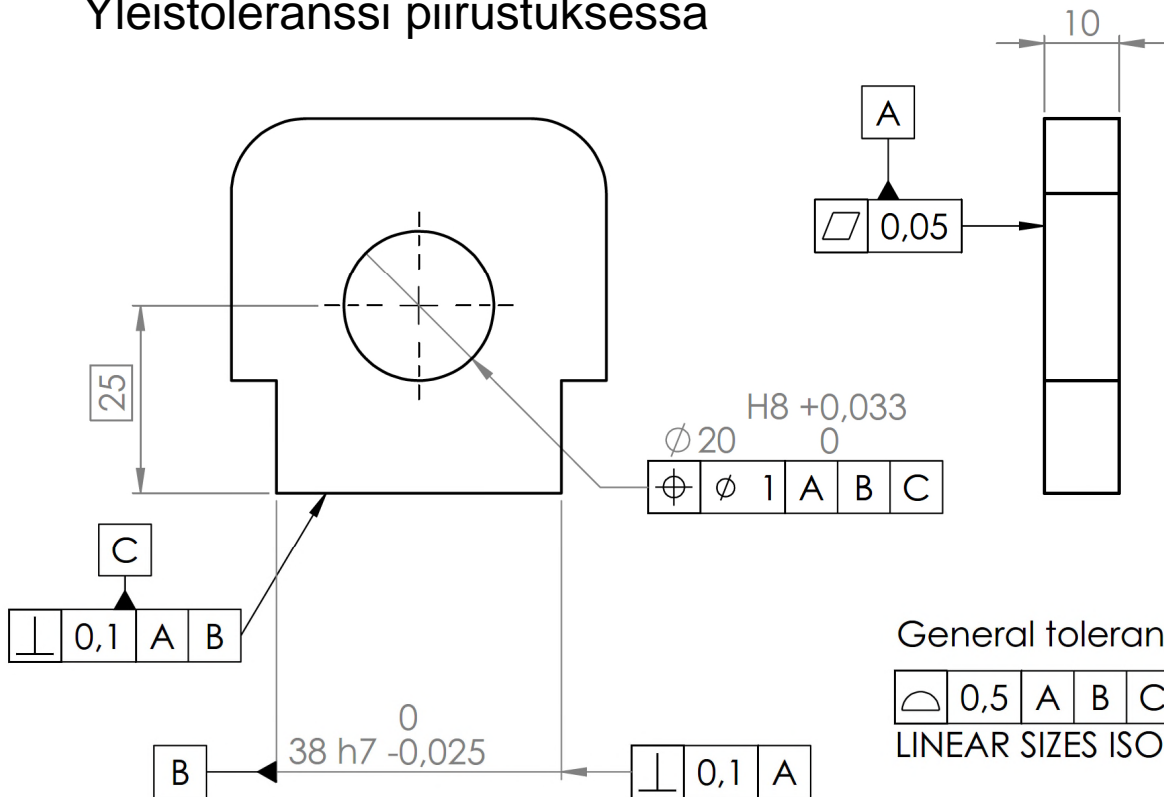 Yleistoleranssi piirustuksessa
10
A
⏥ 0,05
25
H8 +0,033
⌀ 20 0
⌖ ⌀ 1 A B C
C
⟂ 0,1 A B
General toleran
⌓ 0,5 A B C
LINEAR SIZES ISO
0
38 h7 -0,025
B
⟂ 0,1 A